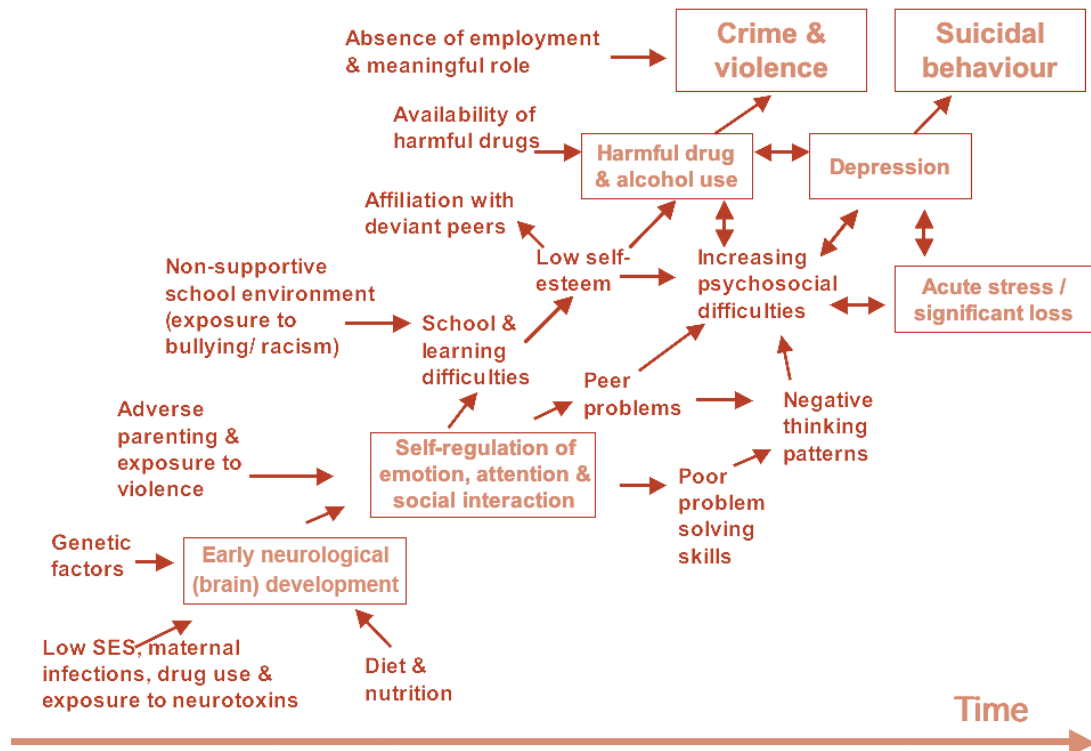 Absence of employment
& meaningful role
Crime &
violence
Suicidal
behaviour
Availability of
harmful drugs
Harmful drug
& alcohol use
Depression
Affiliation with
deviant peers
Low self-
esteem
Increasing
psychosocial
difficulties
Acute stress /
significant loss
Non-supportive
school environment
(exposure to
bullying/ racism)
School &
learning
difficulties
Peer
problems
Negative
thinking
patterns
Adverse
parenting &
exposure to
violence
Self-regulation of
emotion, attention &
social interaction
Poor
problem
solving
skills
Genetic
factors
Early neurological
(brain) development
Low SES, maternal
infections, drug use &
exposure to neurotoxins
Diet &
nutrition
Time